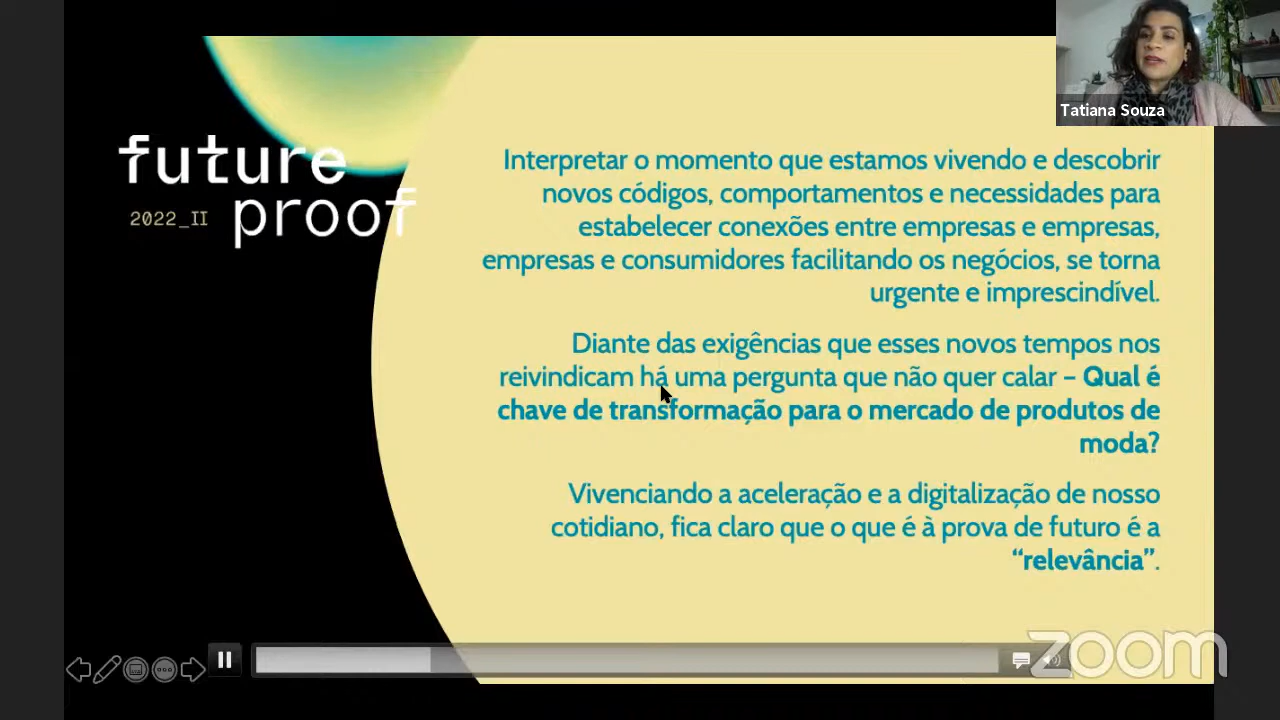 Tatiana Souza
future
2022_II proof
Interpretar o momento que estamos vivendo e descobrir
novos códigos, comportamentos e necessidades para
estabelecer conexões entre empresas e empresas,
empresas e consumidores facilitando os negócios, se torna
urgente e imprescindível.
Diante das exigências que esses novos tempos nos
reivindicam há uma pergunta que não quer calar – Qual é
chave de transformação para o mercado de produtos de
moda?
Vivenciando a aceleração e a digitalização de nosso
cotidiano, fica claro que o que é à prova de futuro é a
“relevância”.
zoom